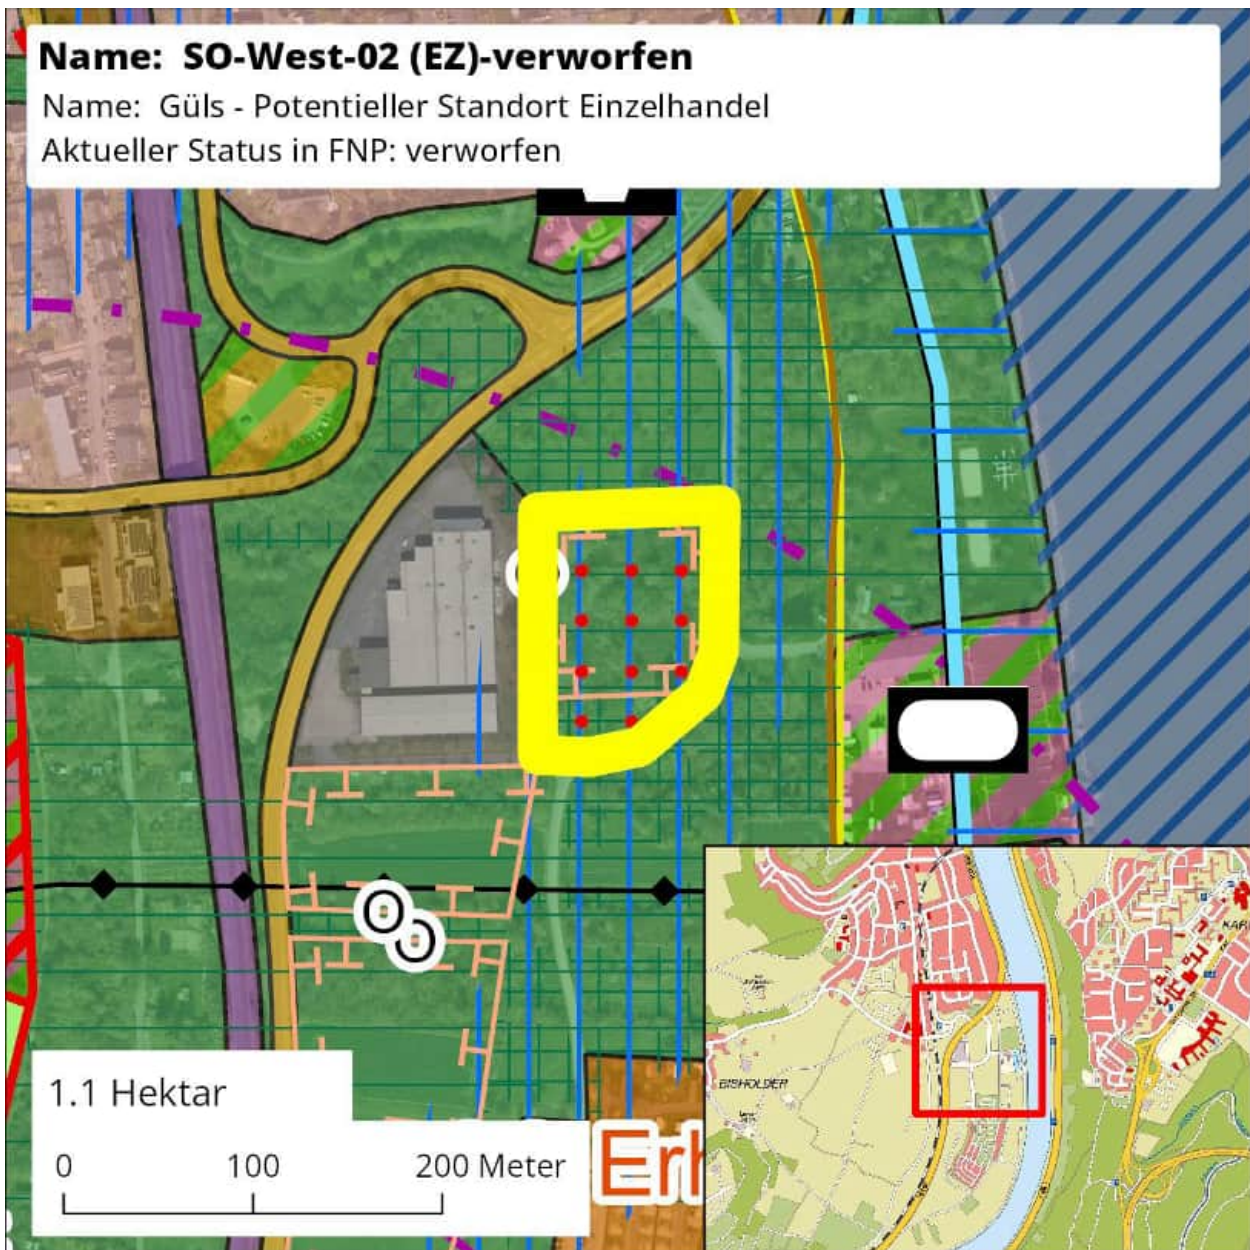 Name: SO-West-02 (EZ)-verworfen
Name: Güls - Potentieller Standort Einzelhandel
Aktueller Status in FNP: verworfen
O
O
1.1 Hektar
0 100 200 Meter
BISHOLDER